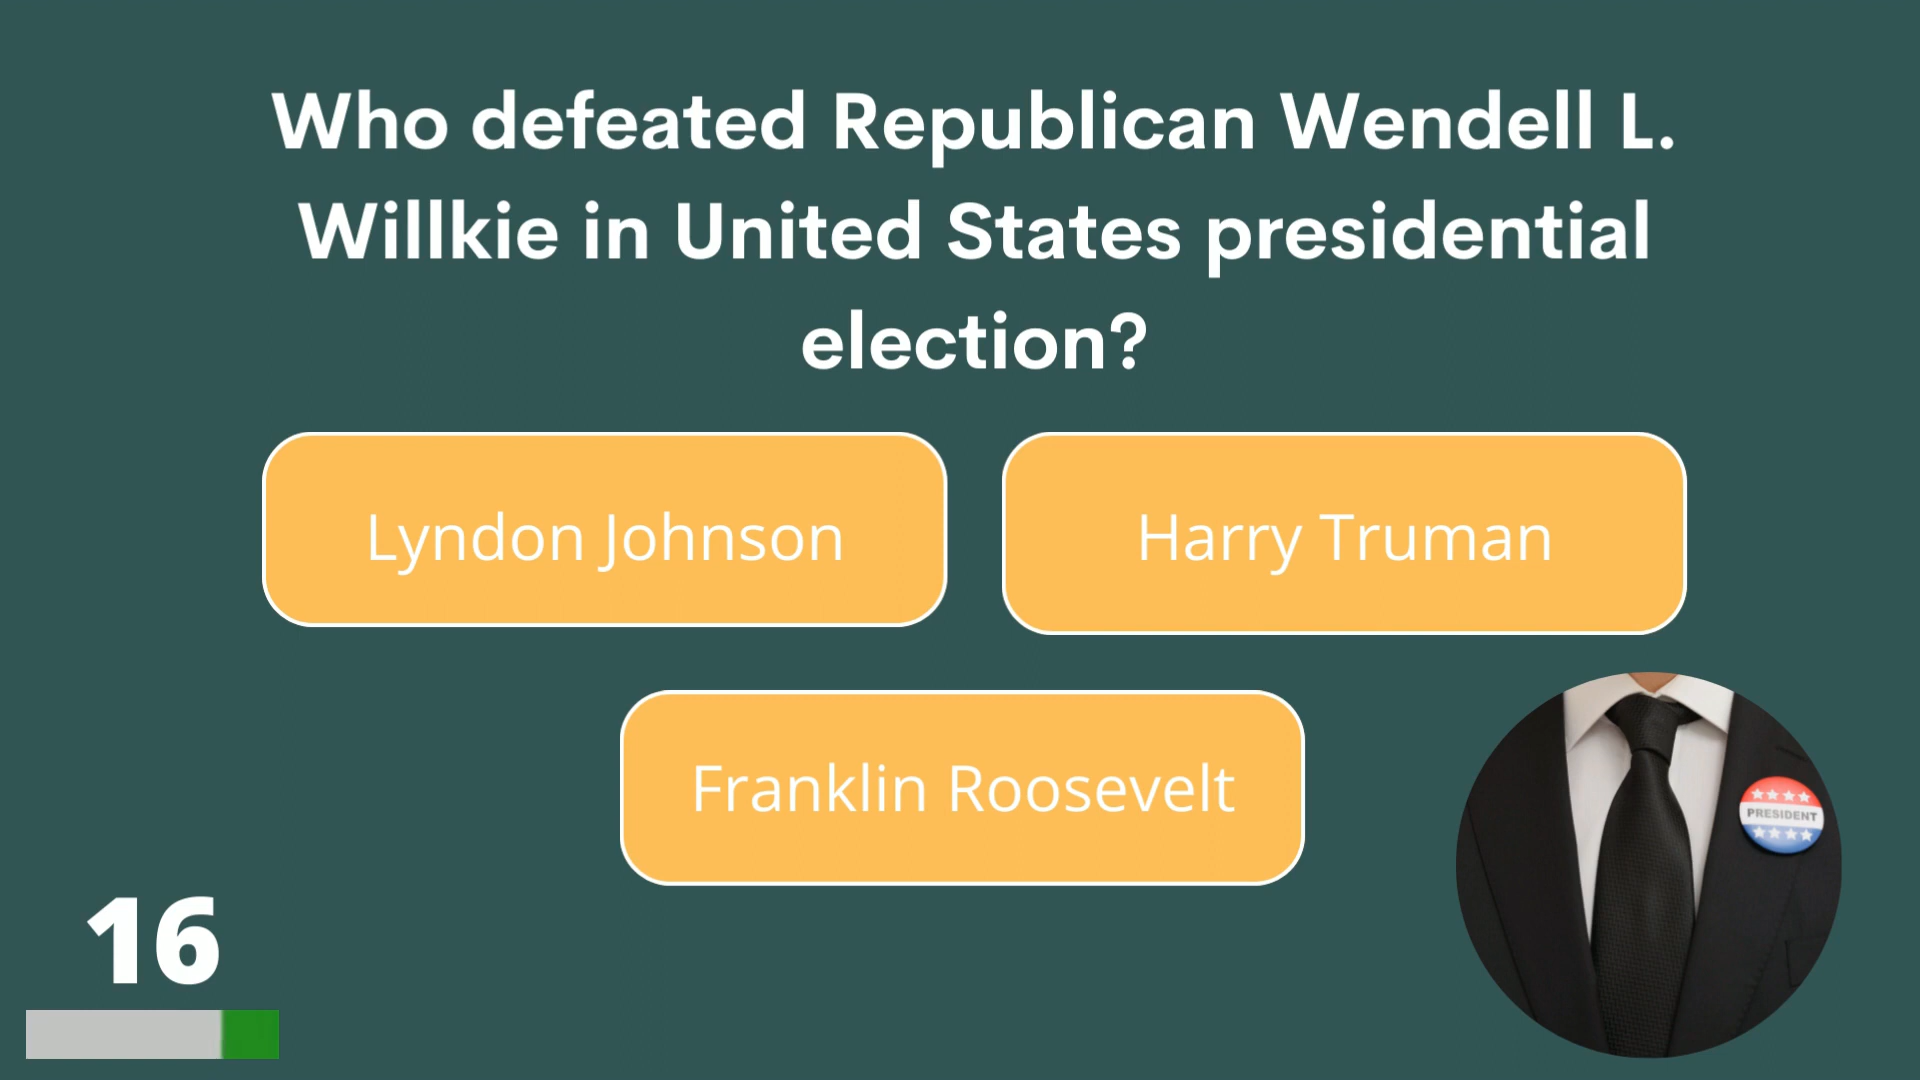 Who defeated Republican Wendell L.
Willkie in United States presidential
election?
Lyndon Johnson
Harry Truman
Franklin Roosevelt
PRESIDENT
16